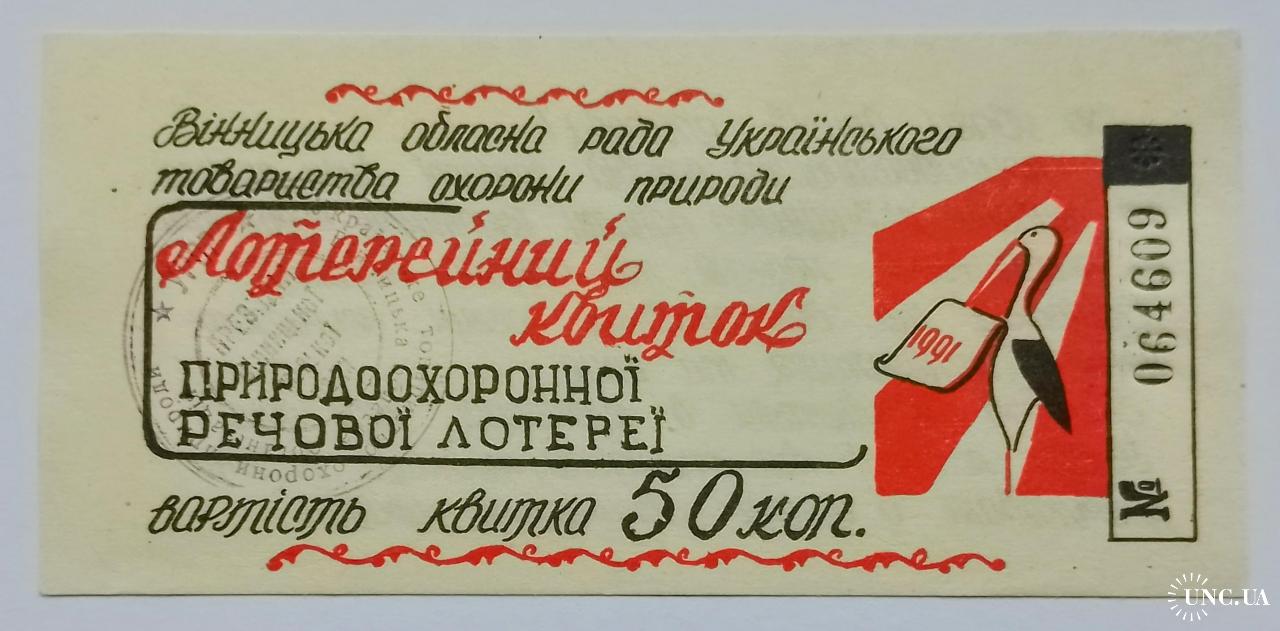 Вінницька обласна рада Українського
товариства охорони природи
Лотерейний
квиток
ПРИРОДООХОРОННОЇ
РЕЧОВОЇ ЛОТЕРЕЇ
вартість квитка 50 коп.
1991
№ 064609
UNC.UA